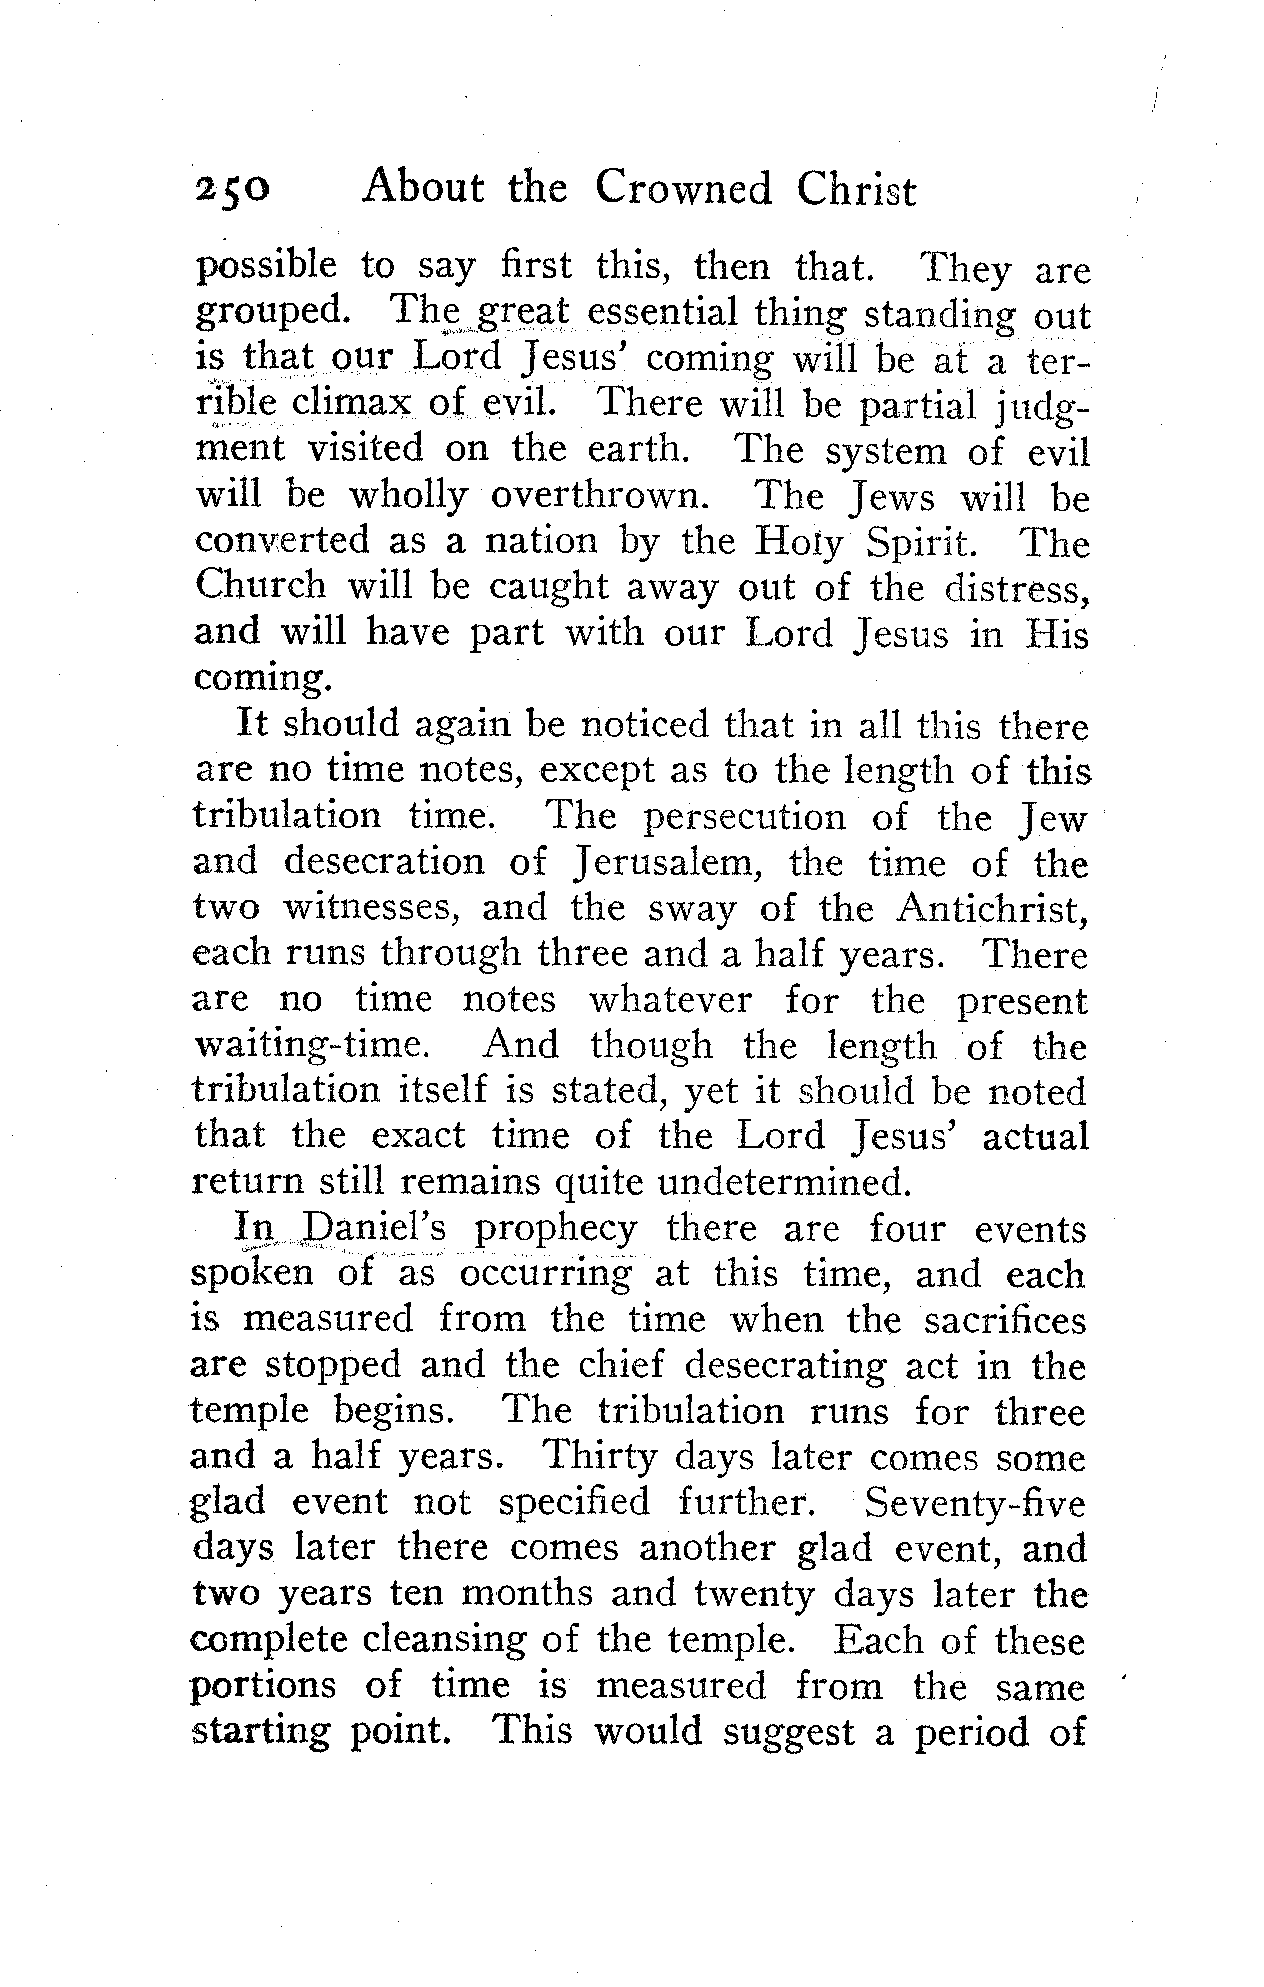 250 About the Crowned Christ
possible to say first this, then that. They are
grouped. The great essential thing standing out
is that our Lord Jesus' coming will be at a ter-
rible climax of evil. There will be partial judg-
ment visited on the earth. The system of evil
will be wholly overthrown. The Jews will be
converted as a nation by the Holy Spirit. The
Church will be caught away out of the distress,
and will have part with our Lord Jesus in His
coming.
It should again be noticed that in all this there
are no time notes, except as to the length of this
tribulation time. The persecution of the Jew
and desecration of Jerusalem, the time of the
two witnesses, and the sway of the Antichrist,
each runs through three and a half years. There
are no time notes whatever for the present
waiting-time. And though the length of the
tribulation itself is stated, yet it should be noted
that the exact time of the Lord Jesus' actual
return still remains quite undetermined.
In Daniel's prophecy there are four events
spoken of as occurring at this time, and each
is measured from the time when the sacrifices
are stopped and the chief desecrating act in the
temple begins. The tribulation runs for three
and a half years. Thirty days later comes some
glad event not specified further. Seventy-five
days later there comes another glad event, and
two years ten months and twenty days later the
complete cleansing of the temple. Each of these
portions of time is measured from the same
starting point. This would suggest a period of